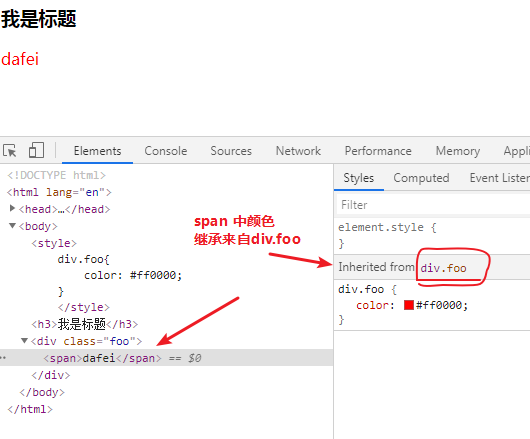 我是标题
dafei
Elements Console Sources Network Performance Memory Appli
<!DOCTYPE html>
<html lang="en">
<head>…</head>
<body>
<style>
div.foo{
color: #ff0000;
}
</style>
<h3>我是标题</h3>
<div class="foo">
<span>dafei</span> == $0
</div>
</body>
</html>
span 中颜色
继承来自div.foo
Styles Computed Event Listener
Filter
element.style {
}
Inherited from div.foo
div.foo {
color: #ff0000;
}